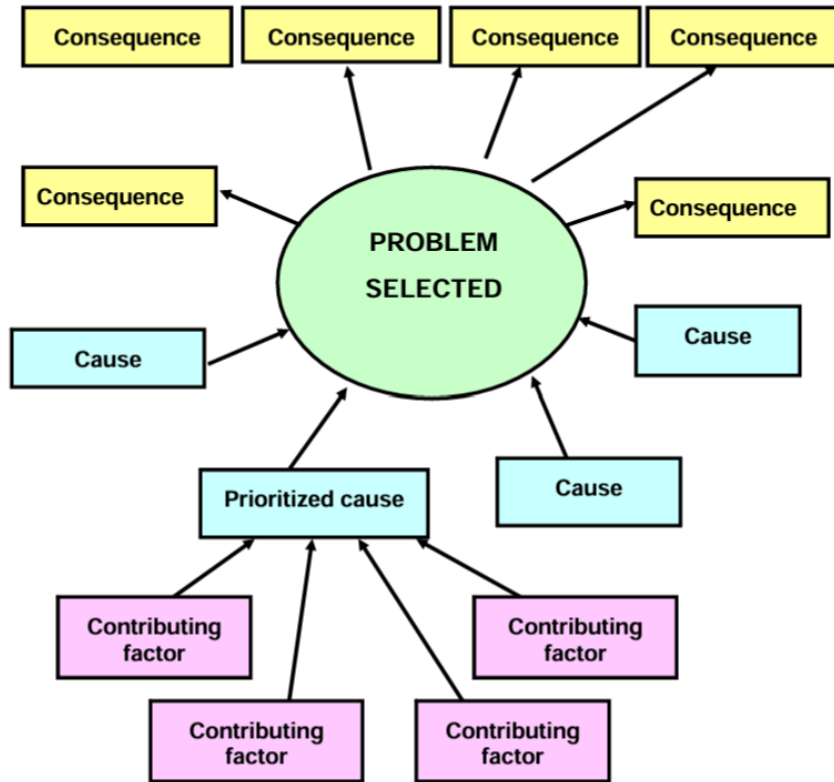 Consequence
Consequence
Consequence
Consequence
Consequence
Consequence
PROBLEM
SELECTED
Cause
Cause
Prioritized cause
Cause
Contributing
factor
Contributing
factor
Contributing
factor
Contributing
factor